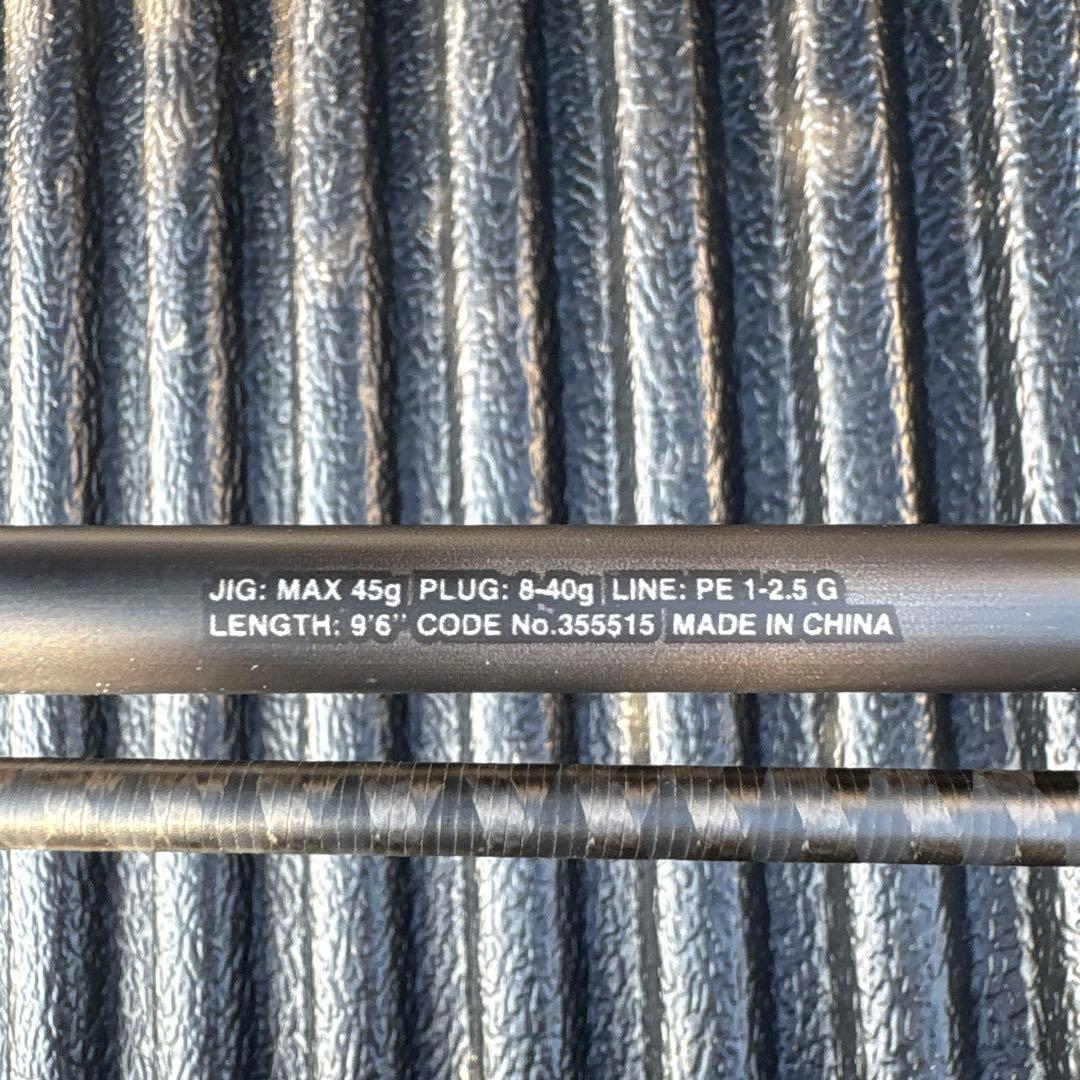 JIG: MAX 45g | PLUG: 8-40g | LINE: PE 1-2.5 G
LENGTH: 9'6'' CODE No.355515 | MADE IN CHINA